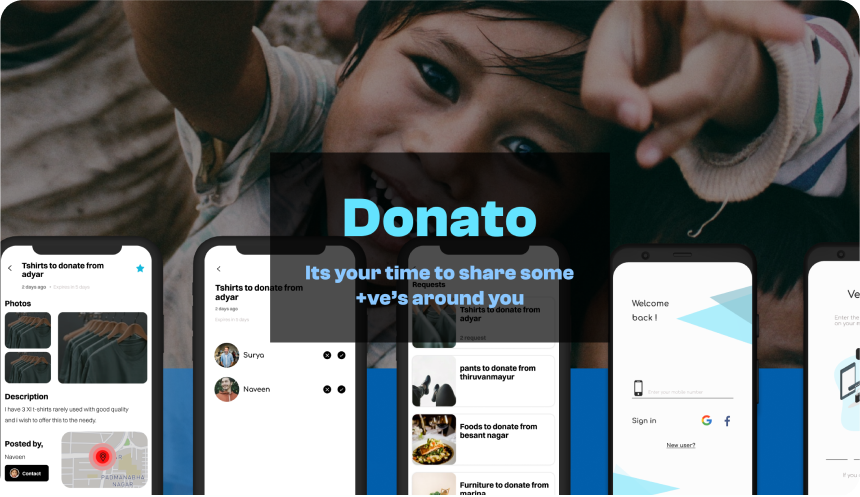 Donato
Its your time to share some
+ve's around you
Tshirts to donate from
adyar
2 days ago • Expires in 5 days
Photos
Description
I have 3 Xl t-shirts rarely used with good quality
and i wish to offer this to the needy.
Posted by,
Naveen
Contact
PADMANABHA
NAGAR
Tshirts to donate from
adyar
2 days ago
Expires in 5 days
Surya
Naveen
Requests
Tshirts to donate from
adyar
2 request
pants to donate from
thiruvanmayur
Foods to donate from
besant nagar
Furniture to donate from
marina
Welcome
back !
Enter your mobile number
Sign in
New user?
Ve
Enter the
on your
If you